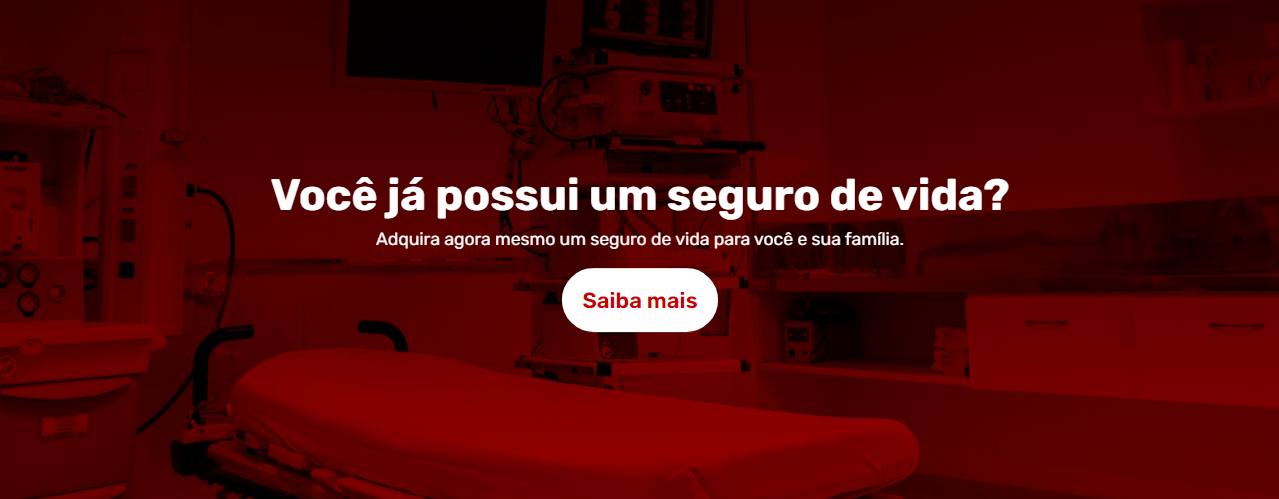 Você já possui um seguro de vida?
Adquira agora mesmo um seguro de vida para você e sua família.
Saiba mais